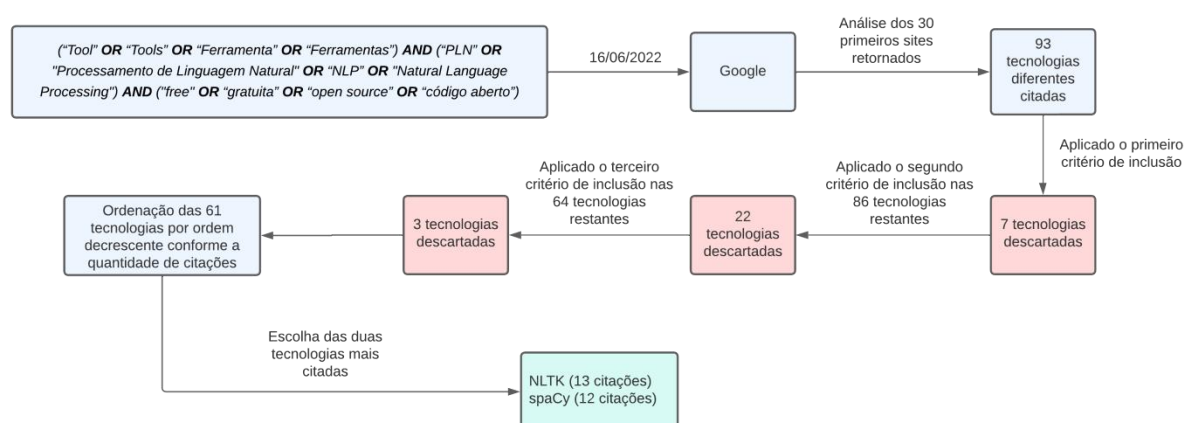 (“Tool” OR “Tools” OR “Ferramenta” OR “Ferramentas”) AND (“PLN” OR
"Processamento de Linguagem Natural" OR “NLP” OR "Natural Language
Processing") AND ("free" OR “gratuita” OR “open source” OR “código aberto”)
16/06/2022
Google
Análise dos 30
primeiros sites
retornados
93
tecnologias
diferentes
citadas
Aplicado o primeiro
critério de inclusão
7 tecnologias
descartadas
Aplicado o segundo
critério de inclusão nas
86 tecnologias
restantes
22
tecnologias
descartadas
Aplicado o terceiro
critério de inclusão nas
64 tecnologias
restantes
3 tecnologias
descartadas
Ordenação das 61
tecnologias por ordem
decrescente conforme a
quantidade de citações
Escolha das duas
tecnologias mais
citadas
NLTK (13 citações)
spaCy (12 citações)